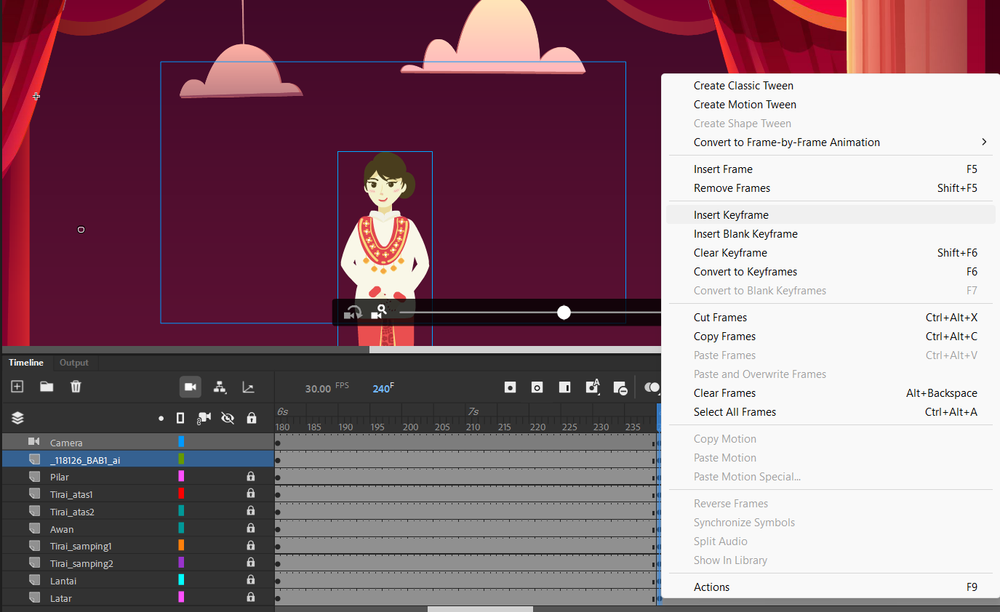 Create Classic Tween
Create Motion Tween
Create Shape Tween
Convert to Frame-by-Frame Animation
Insert Frame F5
Remove Frames Shift+F5
Insert Keyframe
Insert Blank Keyframe
Clear Keyframe Shift+F6
Convert to Keyframes F6
Convert to Blank Keyframes F7
Cut Frames Ctrl+Alt+X
Copy Frames Ctrl+Alt+C
Paste Frames Ctrl+Alt+V
Paste and Overwrite Frames
Clear Frames Alt+Backspace
Select All Frames Ctrl+Alt+A
Copy Motion
Paste Motion
Paste Motion Special...
Reverse Frames
Synchronize Symbols
Split Audio
Show In Library
Actions F9
Timeline Output
30.00 FPS 240F
A
6s 7s
180 185 190 195 200 205 210 215 220 225 230 235
Camera
_118126_BAB1_ai
Pilar
Tirai_atas1
Tirai_atas2
Awan
Tirai_samping1
Tirai_samping2
Lantai
Latar